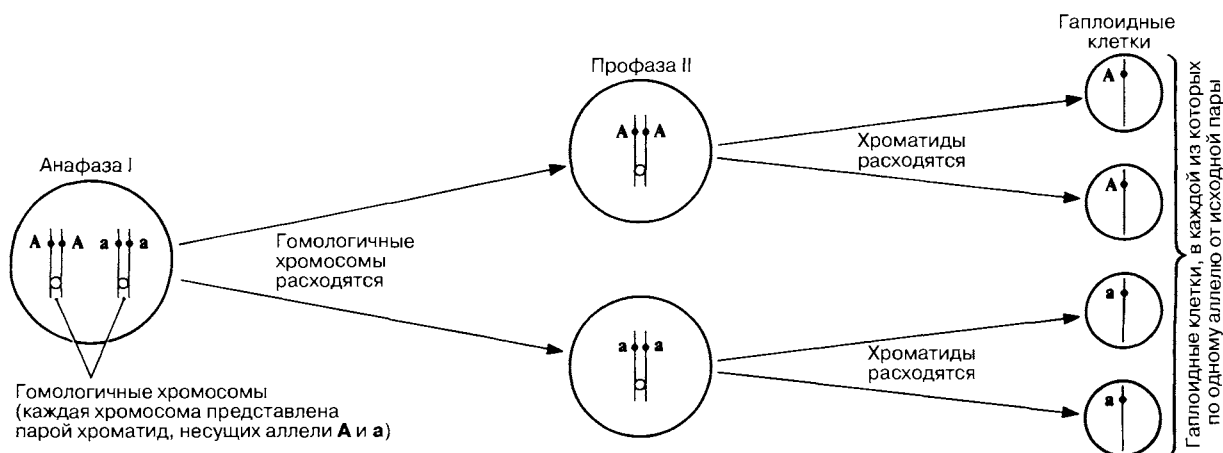 Гаплоидные
клетки
Профаза II
A
A A
Хроматиды
расходятся
Анафаза I
A
A A a a
Гомологичные
хромосомы
расходятся
a
a a
Хроматиды
расходятся
a
Гомологичные хромосомы
(каждая хромосома представлена
парой хроматид, несущих аллели A и a)
Гаплоидные клетки, в каждой из которых
по одному аллелю от исходной пары